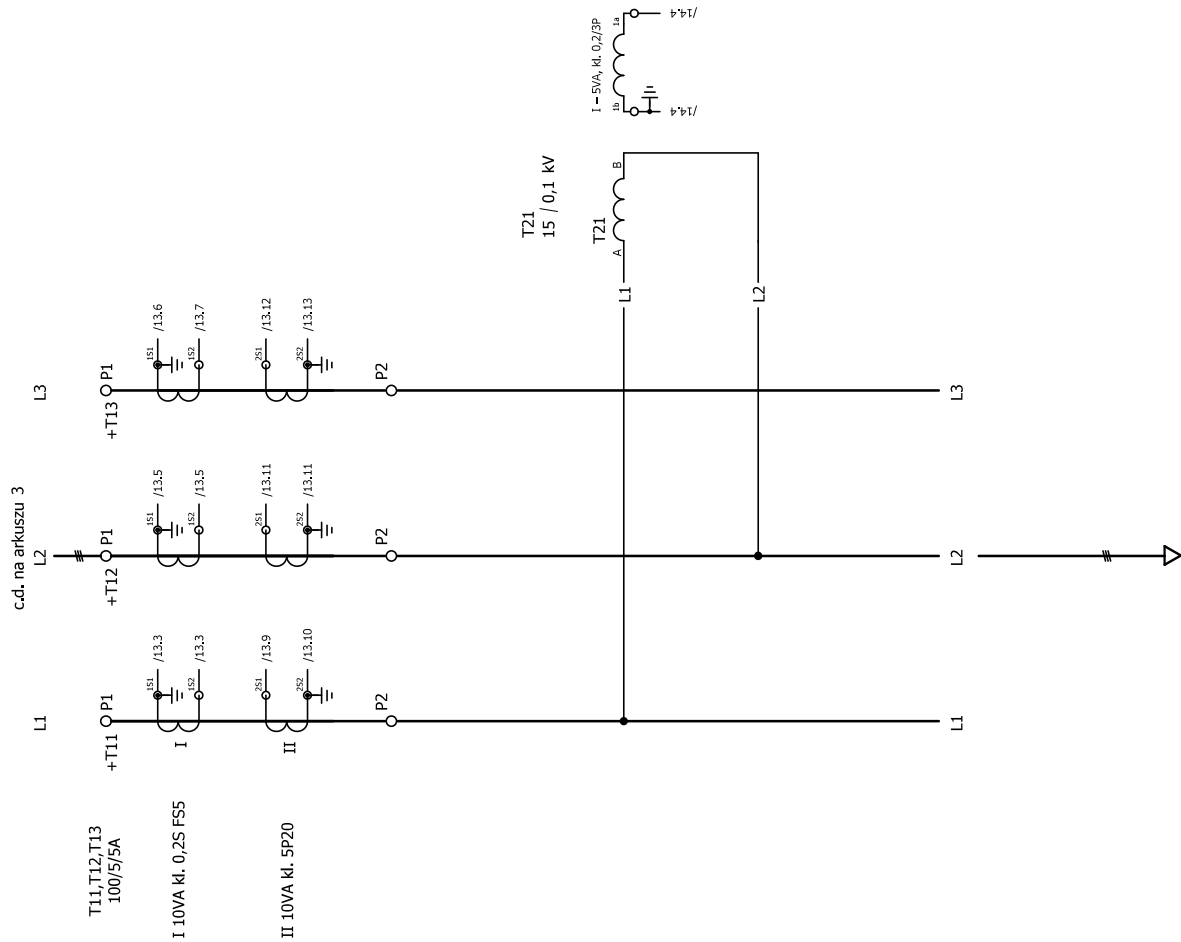 c.d. na arkuszu 3
L1
L2
L3
T11,T12,T13
100/5/5A
+T11
P1
+T12
P1
+T13
P1
I 10VA kl. 0,2S FS5
I
1S1
/13.3
1S2
/13.3
1S1
/13.5
1S2
/13.5
1S1
/13.6
1S2
/13.7
II 10VA kl. 5P20
II
2S1
/13.9
2S2
/13.10
2S1
/13.11
2S2
/13.11
2S1
/13.12
2S2
/13.13
P2
P2
P2
T21
15 / 0,1 kV
T21
A
B
L1
L2
I - 5VA, kl. 0,2/3P
1b
1a
/14.4
/14.4
L1
L2
L3